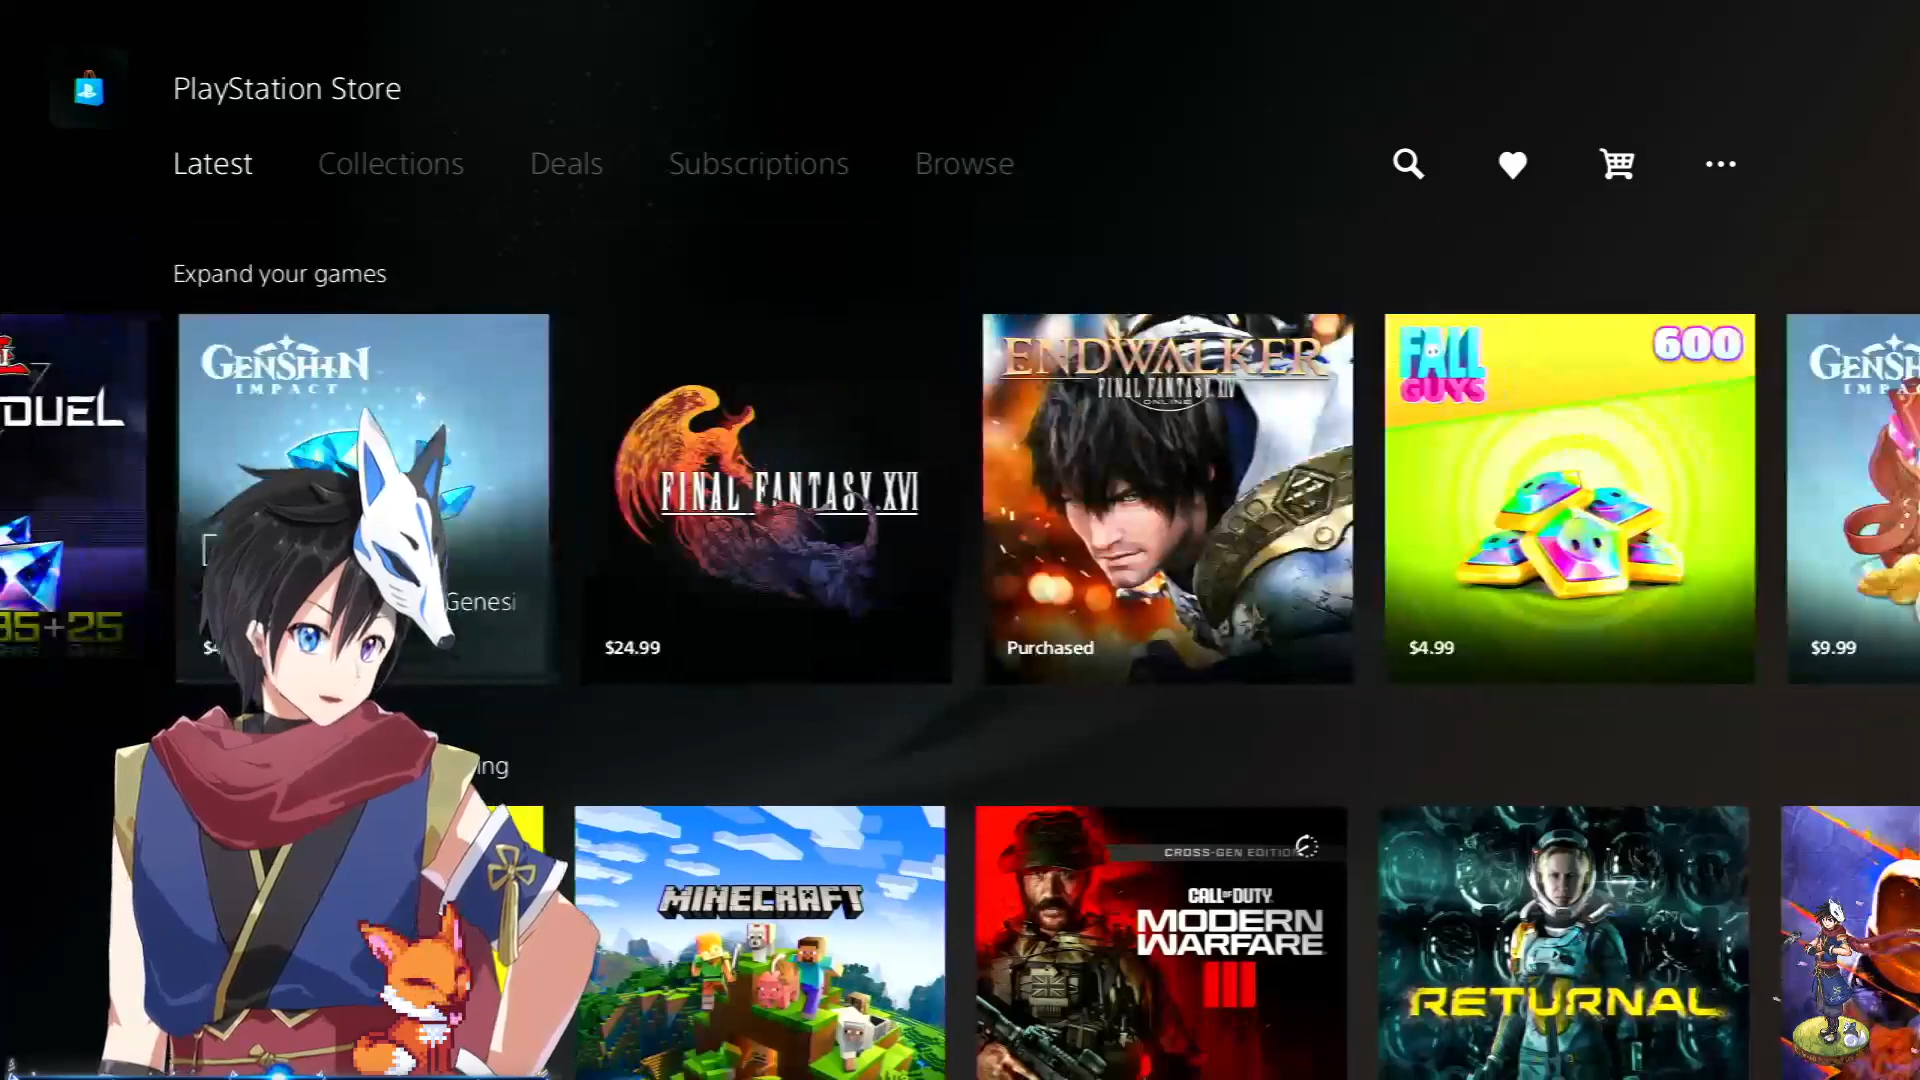 PlayStation Store
Latest
Collections
Deals
Subscriptions
Browse
Expand your games
DUEL
GENSHIN
IMPACT
FINAL FANTASY XVI
ENDWALKER
FINAL FANTASY XIV
ONLINE
FALL
GUYS
600
GENSH
IMPA
Genesi
+25
$24.99
Purchased
$4.99
$9.99
ing
MINECRAFT
CROSS-GEN EDITION
CALL OF DUTY
MODERN
WARFARE
III
RETURNAL